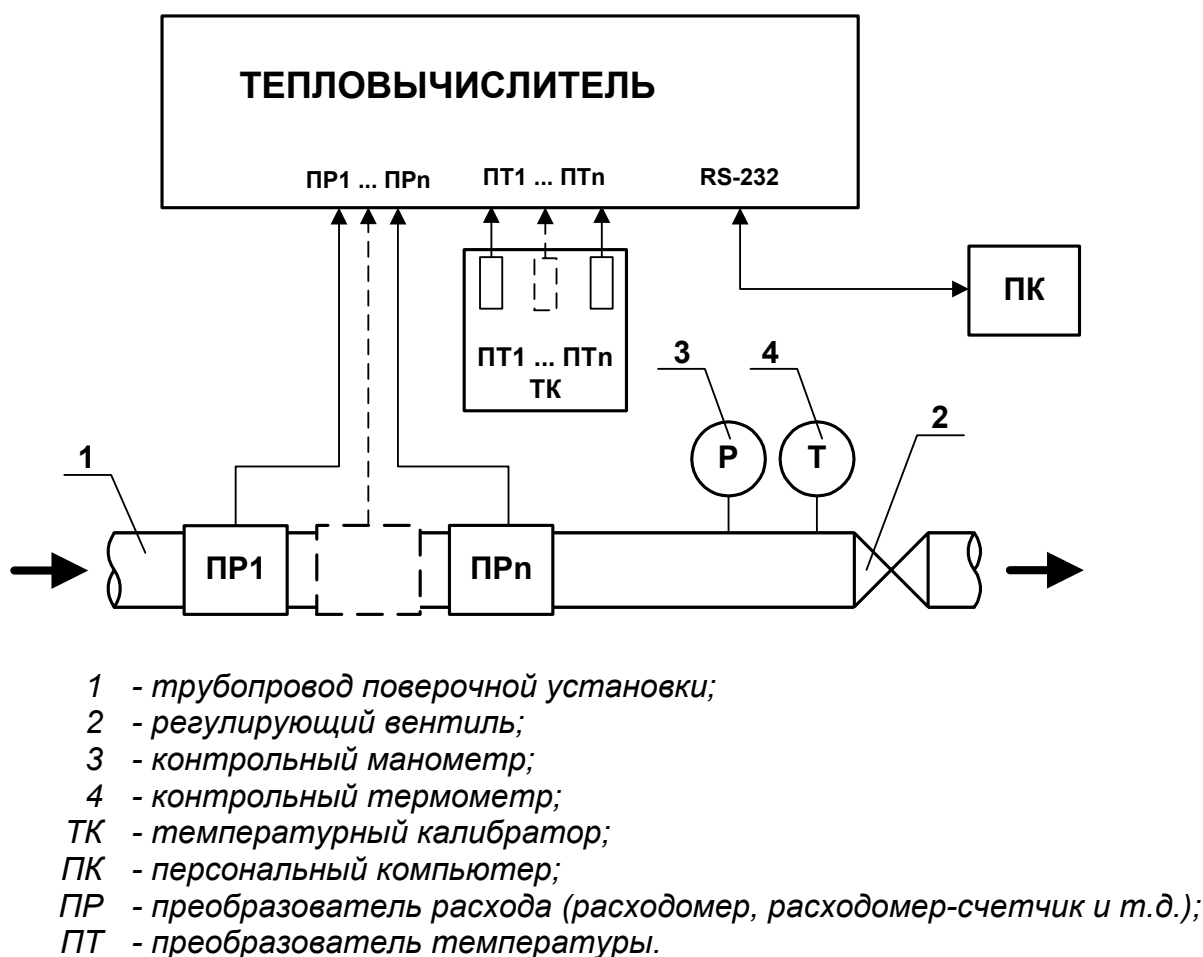 ТЕПЛОВЫЧИСЛИТЕЛЬ
ПР1 ... ПРn ПТ1 ... ПТn RS-232
ПК
ПТ1 ... ПТn
ТК
3 4
2
P T
1
ПР1 ПРn
1 - трубопровод поверочной установки;
2 - регулирующий вентиль;
3 - контрольный манометр;
4 - контрольный термометр;
ТК - температурный калибратор;
ПК - персональный компьютер;
ПР - преобразователь расхода (расходомер, расходомер-счетчик и т.д.);
ПТ - преобразователь температуры.